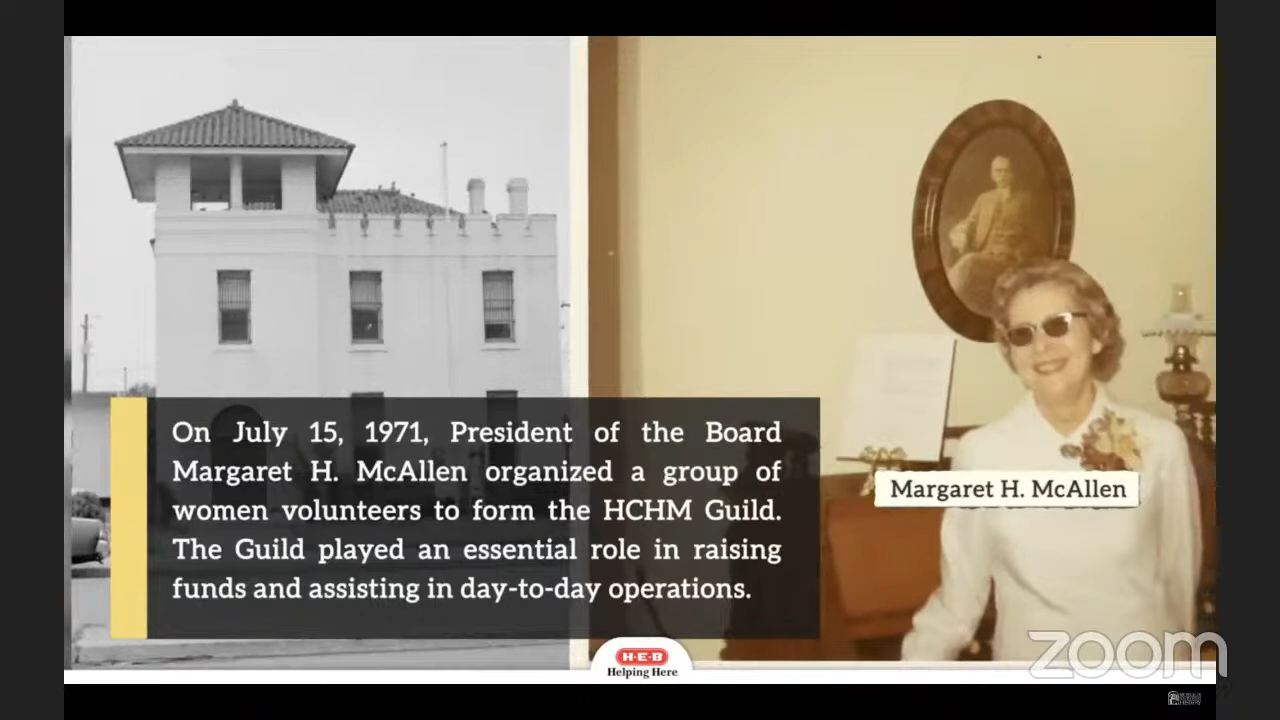 On July 15, 1971, President of the Board
Margaret H. McAllen organized a group of
women volunteers to form the HCHM Guild.
The Guild played an essential role in raising
funds and assisting in day-to-day operations.
Margaret H. McAllen
H-E-B
Helping Here
zoom